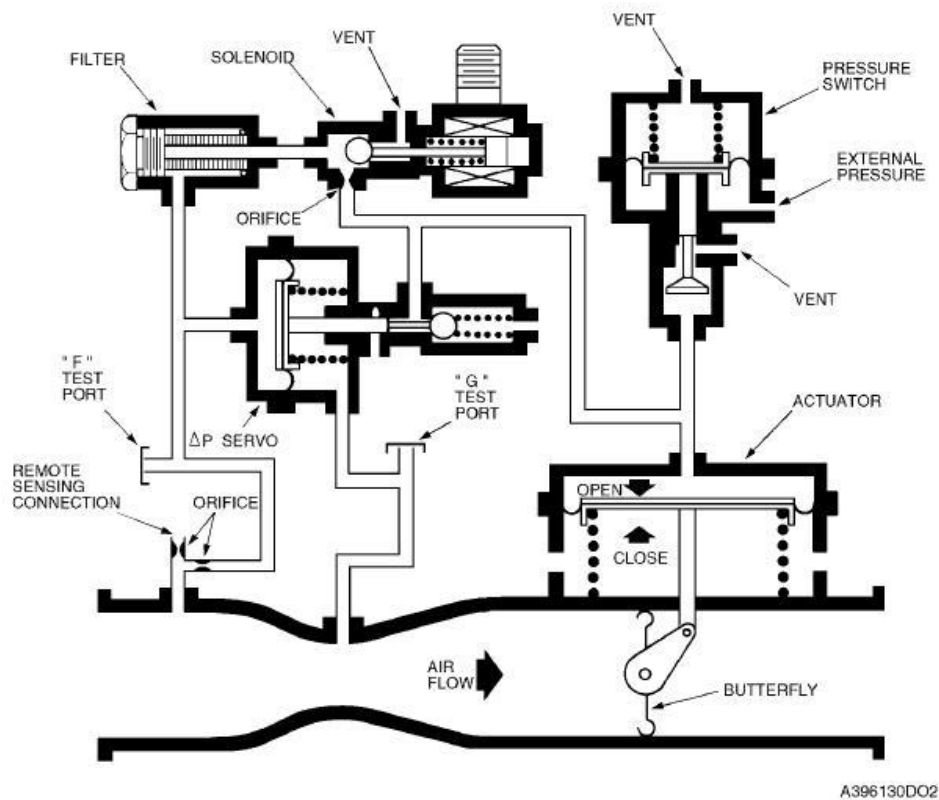 VENT
VENT
SOLENOID
FILTER
PRESSURE
SWITCH
EXTERNAL
PRESSURE
ORIFICE
VENT
"F"
TEST
PORT
"G"
TEST
PORT
ΔP SERVO
ACTUATOR
REMOTE
SENSING
CONNECTION
ORIFICE
OPEN
CLOSE
AIR
FLOW
BUTTERFLY
A396130DO2